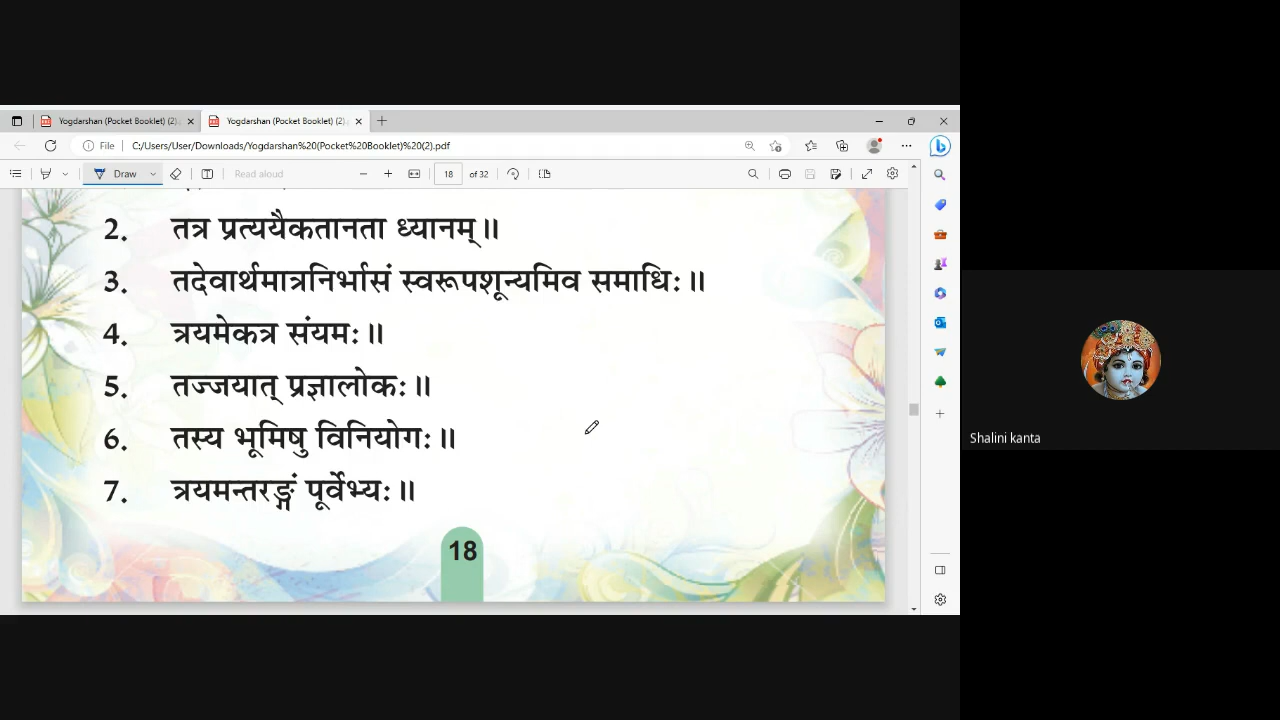 Yogdarshan (Pocket Booklet) (2).
Yogdarshan (Pocket Booklet) (2)
File
C:/Users/User/Downloads/Yogdarshan%20(Pocket%20Booklet)%20(2).pdf
Draw
Read aloud
18 of 32
2. तत्र प्रत्ययैकतानता ध्यानम्॥
3. तदेवार्थमात्रनिर्भासं स्वरूपशून्यमिव समाधिः॥
4. त्रयमेकत्र संयमः॥
5. तज्जयात् प्रज्ञालोकः॥
6. तस्य भूमिषु विनियोगः॥
7. त्रयमन्तरङ्गं पूर्वेभ्यः॥
18
Shalini kanta